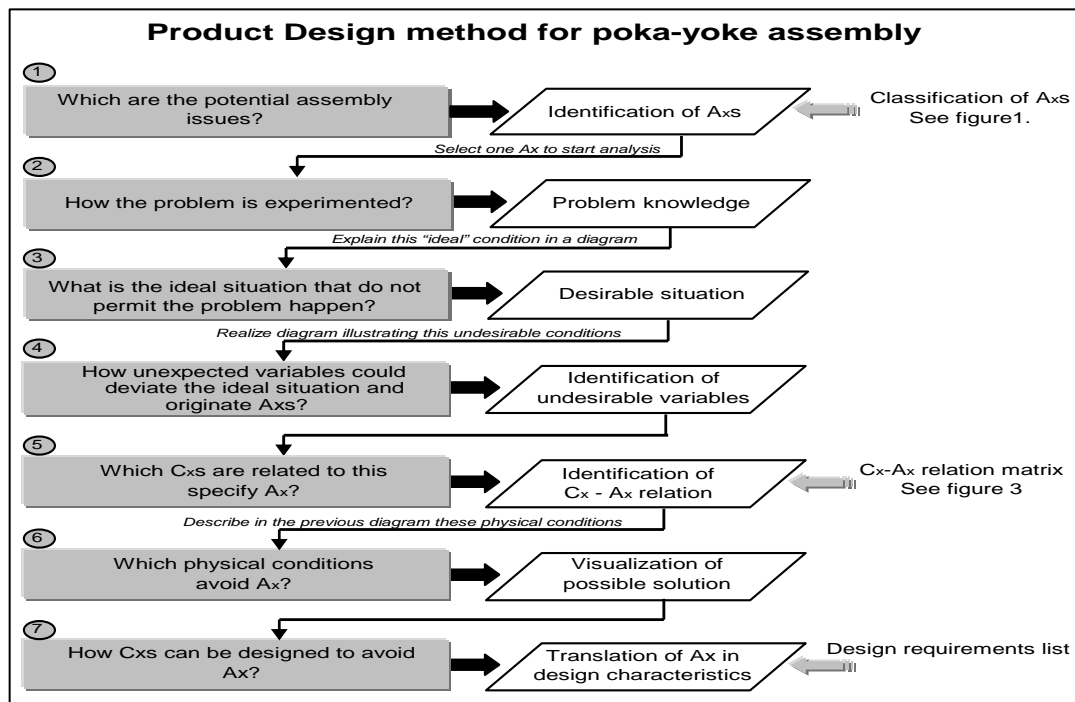 Product Design method for poka-yoke assembly
1
Which are the potential assembly
issues?
Identification of Axs
Classification of Axs
See figure1.
Select one Ax to start analysis
2
How the problem is experimented?
Problem knowledge
Explain this “ideal” condition in a diagram
3
What is the ideal situation that do not
permit the problem happen?
Desirable situation
Realize diagram illustrating this undesirable conditions
4
How unexpected variables could
deviate the ideal situation and
originate Axs?
Identification of
undesirable variables
5
Which Cxs are related to this
specify Ax?
Identification of
Cx - Ax relation
Cx-Ax relation matrix
See figure 3
Describe in the previous diagram these physical conditions
6
Which physical conditions
avoid Ax?
Visualization of
possible solution
7
How Cxs can be designed to avoid
Ax?
Translation of Ax in
design characteristics
Design requirements list